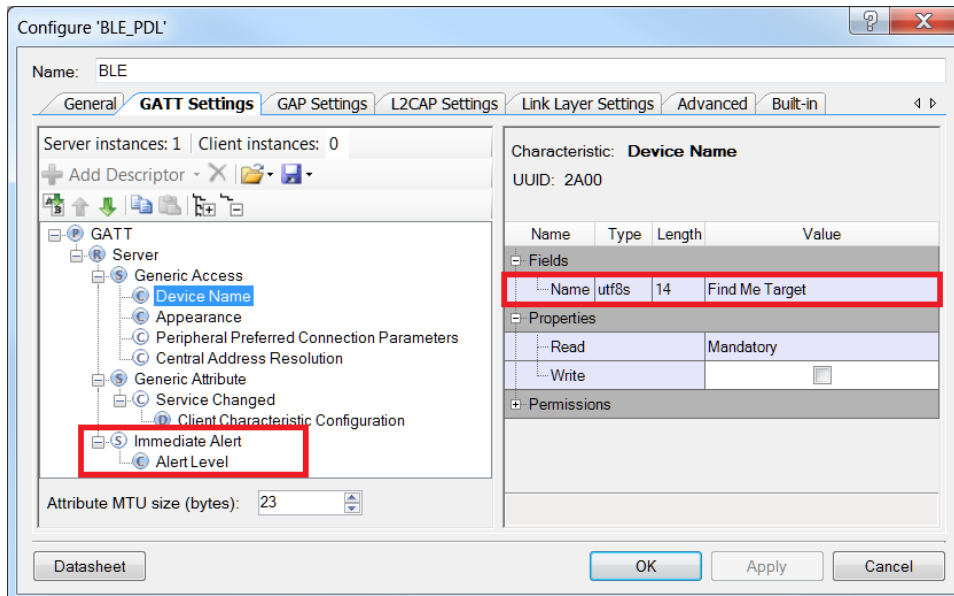 Configure 'BLE_PDL'
Name: BLE
General GATT Settings GAP Settings L2CAP Settings Link Layer Settings Advanced Built-in
Server instances: 1 Client instances: 0
Add Descriptor
GATT
Server
Generic Access
Device Name
Appearance
Peripheral Preferred Connection Parameters
Central Address Resolution
Generic Attribute
Service Changed
Client Characteristic Configuration
Immediate Alert
Alert Level
Attribute MTU size (bytes): 23
Characteristic: Device Name
UUID: 2A00
Name Type Length Value
Fields
Name utf8s 14 Find Me Target
Properties
Read Mandatory
Write
Permissions
Datasheet OK Apply Cancel